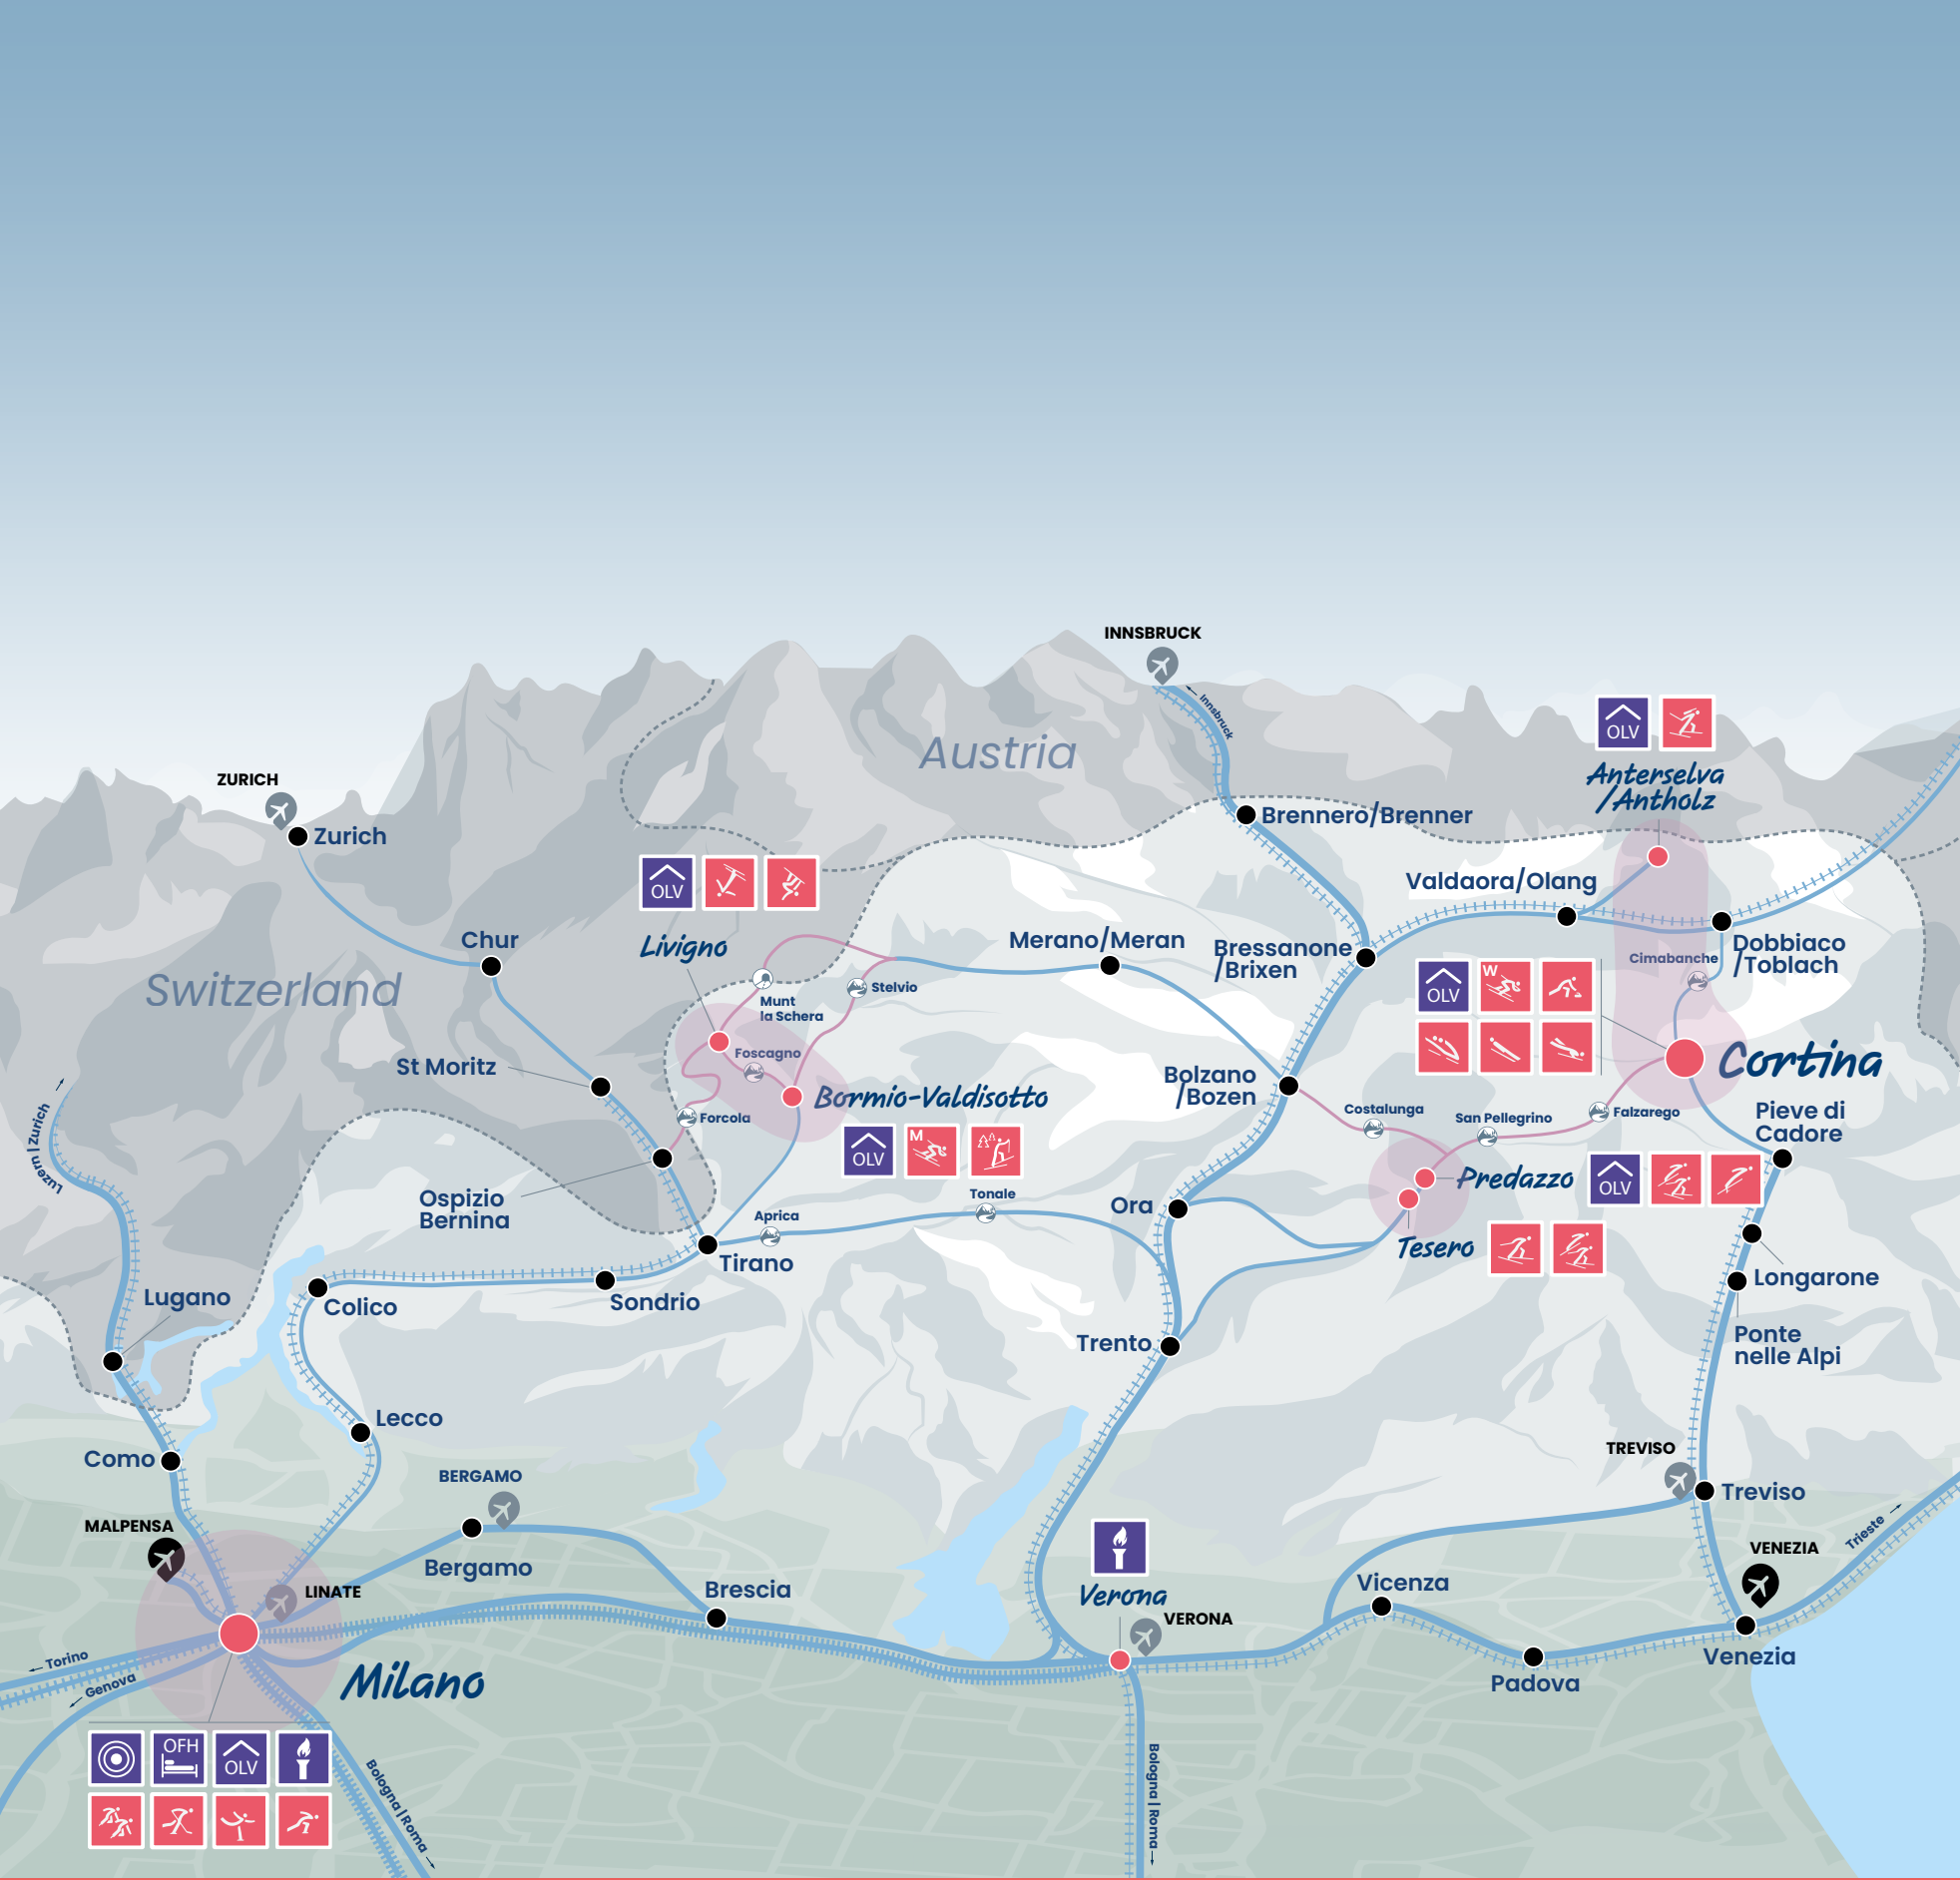 INNSBRUCK
Innsbruck
Austria
OLV
Anterselva
/Antholz
ZURICH
Zurich
Brennero/Brenner
OLV
Livigno
Valdaora/Olang
Chur
Merano/Meran
Bressanone
/Brixen
Dobbiaco
/Toblach
Cimabanche
Switzerland
Stelvio
Munt
la Schera
OLV
W
Foscagno
St Moritz
Cortina
Bolzano
/Bozen
Bormio-Valdisotto
Forcola
Costalunga
San Pellegrino
Falzarego
Pieve di
Cadore
Luzern | Zurich
OLV
M
Ospizio
Bernina
Tonale
Aprica
Ora
Predazzo
OLV
Tirano
Tesero
Longarone
Lugano
Colico
Sondrio
Trento
Ponte
nelle Alpi
Lecco
Como
BERGAMO
TREVISO
Treviso
MALPENSA
Bergamo
LINATE
Brescia
Verona
VERONA
Vicenza
VENEZIA
Trieste
Torino
Genova
Milano
Padova
Venezia
OFH
OLV
Bologna | Roma
Bologna | Roma